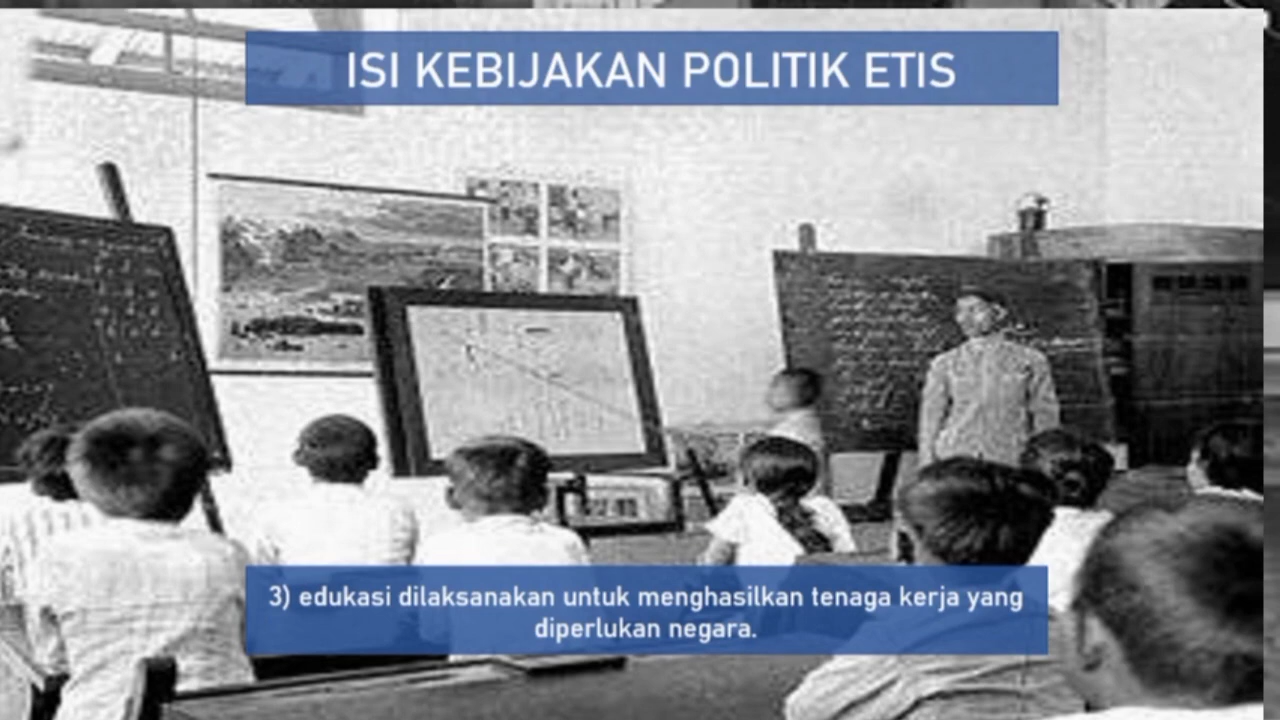 ISI KEBIJAKAN POLITIK ETIS
3) edukasi dilaksanakan untuk menghasilkan tenaga kerja yang
diperlukan negara.